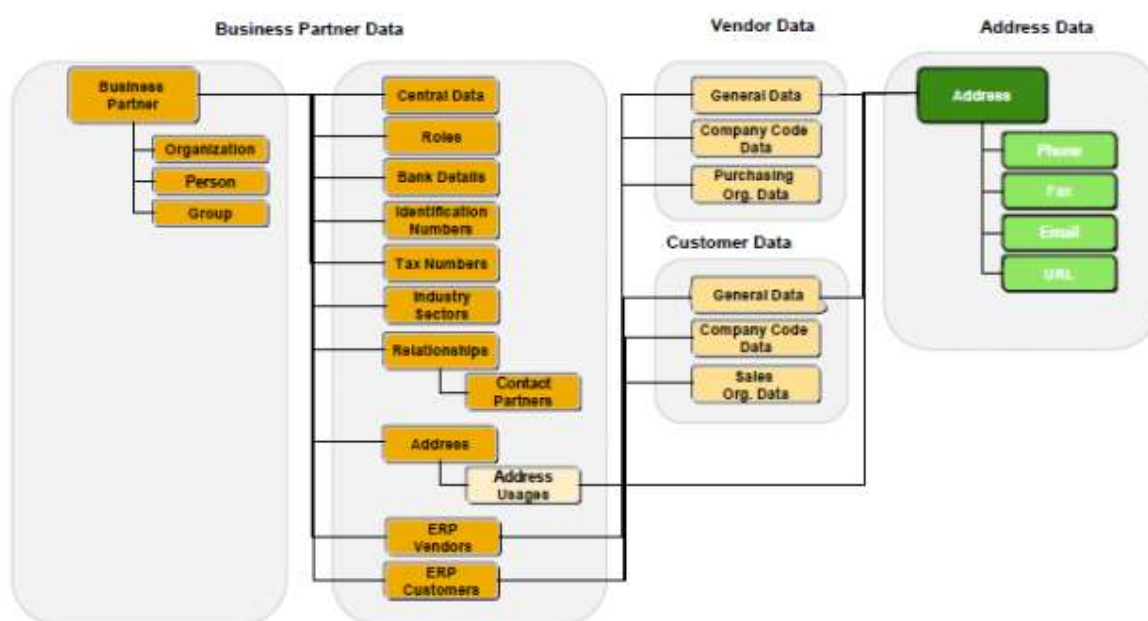 Business Partner Data
Vendor Data
Address Data
Business
Partner
Organization
Person
Group
Central Data
Roles
Bank Details
Identification
Numbers
Tax Numbers
Industry
Sectors
Relationships
Contact
Partners
Address
Address
Usages
ERP
Vendors
ERP
Customers
General Data
Company Code
Data
Purchasing
Org. Data
Customer Data
General Data
Company Code
Data
Sales
Org. Data
Address
Phone
Fax
Email
URL